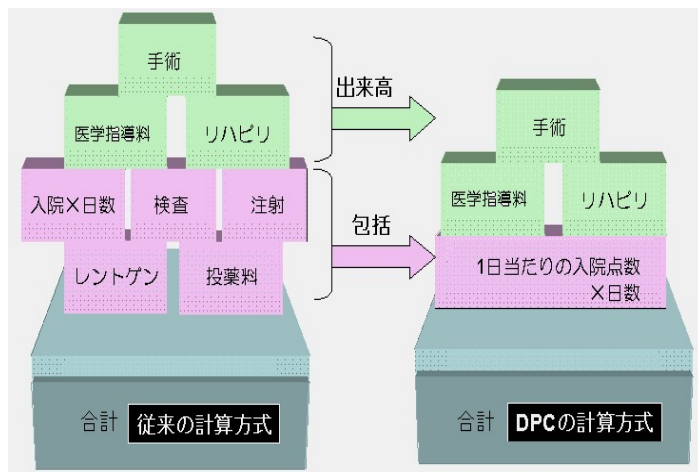 手術
医学指導料
リハビリ
入院×日数
検査
注射
レントゲン
投薬料
合計 従来の計算方式
出来高
包括
手術
医学指導料
リハビリ
1日当たりの入院点数
×日数
合計 DPCの計算方式